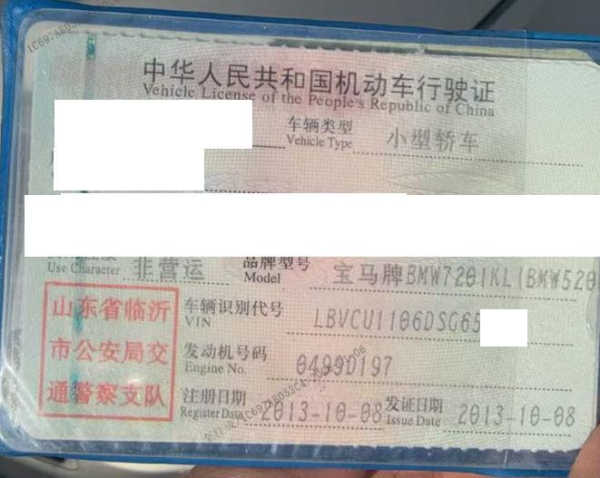 中华人民共和国机动车行驶证
Vehicle License of the People's Republic of China
车辆类型 小型轿车
Vehicle Type
品牌型号 宝马牌BMW7201KL(BMW520
Use Character 非营运 Model
山东省临沂
市公安局交
通警察支队
车辆识别代号 LBVCU1106DSG65
VIN
发动机号码 0499D197
Engine No.
注册日期 2013-10-08 发证日期 2013-10-08
Register Date Issue Date